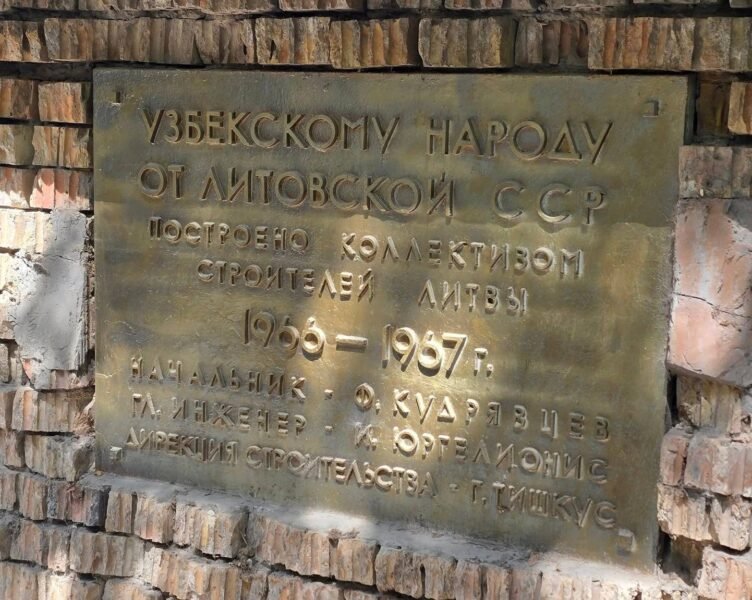 УЗБЕКСКОМУ НАРОДУ
ОТ ЛИТОВСКОЙ ССР
ПОСТРОЕНО КОЛЛЕКТИВОМ
СТРОИТЕЛЕЙ ЛИТВЫ
1966 — 1967 г.
НАЧАЛЬНИК - Ф. КУДРЯВЦЕВ
ГЛ. ИНЖЕНЕР - И. ЮРГЕЛИОНИС
ДИРЕКЦИЯ СТРОИТЕЛЬСТВА - Г. ТИШКУС